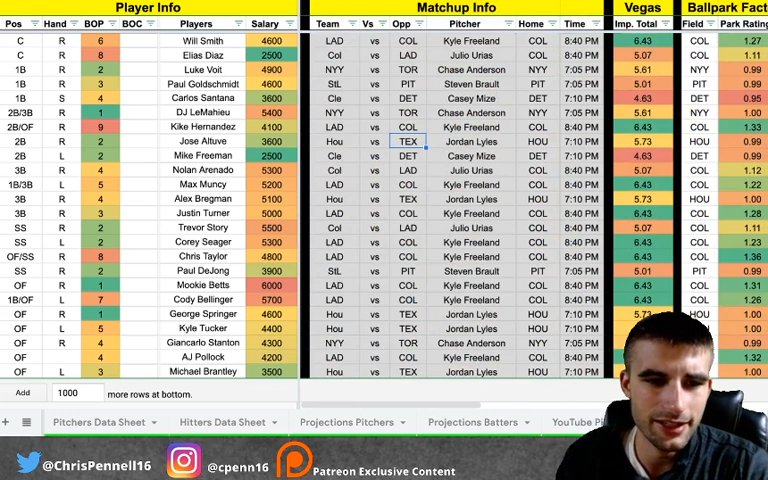 Player Info Matchup Info Vegas Ballpark Fact
Pos Hand BOP BOC Players Salary Team Vs Opp Pitcher Home Time Imp. Total Field Park Rating
C R 6 Will Smith 4600 LAD vs COL Kyle Freeland COL 8:40 PM 6.43 COL 1.27
C R 8 Elias Diaz 2500 Col vs LAD Julio Urias COL 8:40 PM 5.07 COL 1.11
1B R 2 Luke Voit 4900 NYY vs TOR Chase Anderson NYY 7:05 PM 5.61 NYY 0.99
1B R 3 Paul Goldschmidt 4600 StL vs PIT Steven Brault PIT 7:05 PM 5.01 PIT 0.99
1B S 4 Carlos Santana 3600 Cle vs DET Casey Mize DET 7:10 PM 4.63 DET 0.95
2B/3B R 1 DJ LeMahieu 5400 NYY vs TOR Chase Anderson NYY 7:05 PM 5.61 NYY 1.00
2B/OF R 9 Kike Hernandez 4100 LAD vs COL Kyle Freeland COL 8:40 PM 6.43 COL 1.33
2B R 2 Jose Altuve 3600 Hou vs TEX Jordan Lyles HOU 7:10 PM 5.73 HOU 0.99
2B L 2 Mike Freeman 2500 Cle vs DET Casey Mize DET 7:10 PM 4.63 DET 0.99
3B R 4 Nolan Arenado 5300 Col vs LAD Julio Urias COL 8:40 PM 5.07 COL 1.12
1B/3B L 5 Max Muncy 5200 LAD vs COL Kyle Freeland COL 8:40 PM 6.43 COL 1.22
3B R 4 Alex Bregman 5100 Hou vs TEX Jordan Lyles HOU 7:10 PM 5.73 HOU 1.00
3B R 3 Justin Turner 5000 LAD vs COL Kyle Freeland COL 8:40 PM 6.43 COL 1.28
SS R 2 Trevor Story 5500 Col vs LAD Julio Urias COL 8:40 PM 5.07 COL 1.11
SS L 2 Corey Seager 5300 LAD vs COL Kyle Freeland COL 8:40 PM 6.43 COL 1.23
OF/SS R 8 Chris Taylor 4800 LAD vs COL Kyle Freeland COL 8:40 PM 6.43 COL 1.36
SS R 2 Paul DeJong 3900 StL vs PIT Steven Brault PIT 7:05 PM 5.01 PIT 0.99
OF R 1 Mookie Betts 6000 LAD vs COL Kyle Freeland COL 8:40 PM 6.43 COL 1.31
1B/OF L 7 Cody Bellinger 5700 LAD vs COL Kyle Freeland COL 8:40 PM 6.43 COL 1.26
OF R 1 George Springer 4600 Hou vs TEX Jordan Lyles HOU 7:10 PM 5.73 HOU 1.00
OF L 5 Kyle Tucker 4400 Hou vs TEX Jordan Lyles HOU 7:10 PM 1.00
OF R 4 Giancarlo Stanton 4300 NYY vs TOR Chase Anderson NYY 7:05 PM 1.00
OF R 4 AJ Pollock 4200 LAD vs COL Kyle Freeland COL 8:40 PM 1.32
OF L 3 Michael Brantley 3500 Hou vs TEX Jordan Lyles HOU 7:10 PM 1.00
Add 1000 more rows at bottom.
+ Pitchers Data Sheet Hitters Data Sheet Projections Pitchers Projections Batters YouTube
@ChrisPennell16 @cpenn16 Patreon Exclusive Content